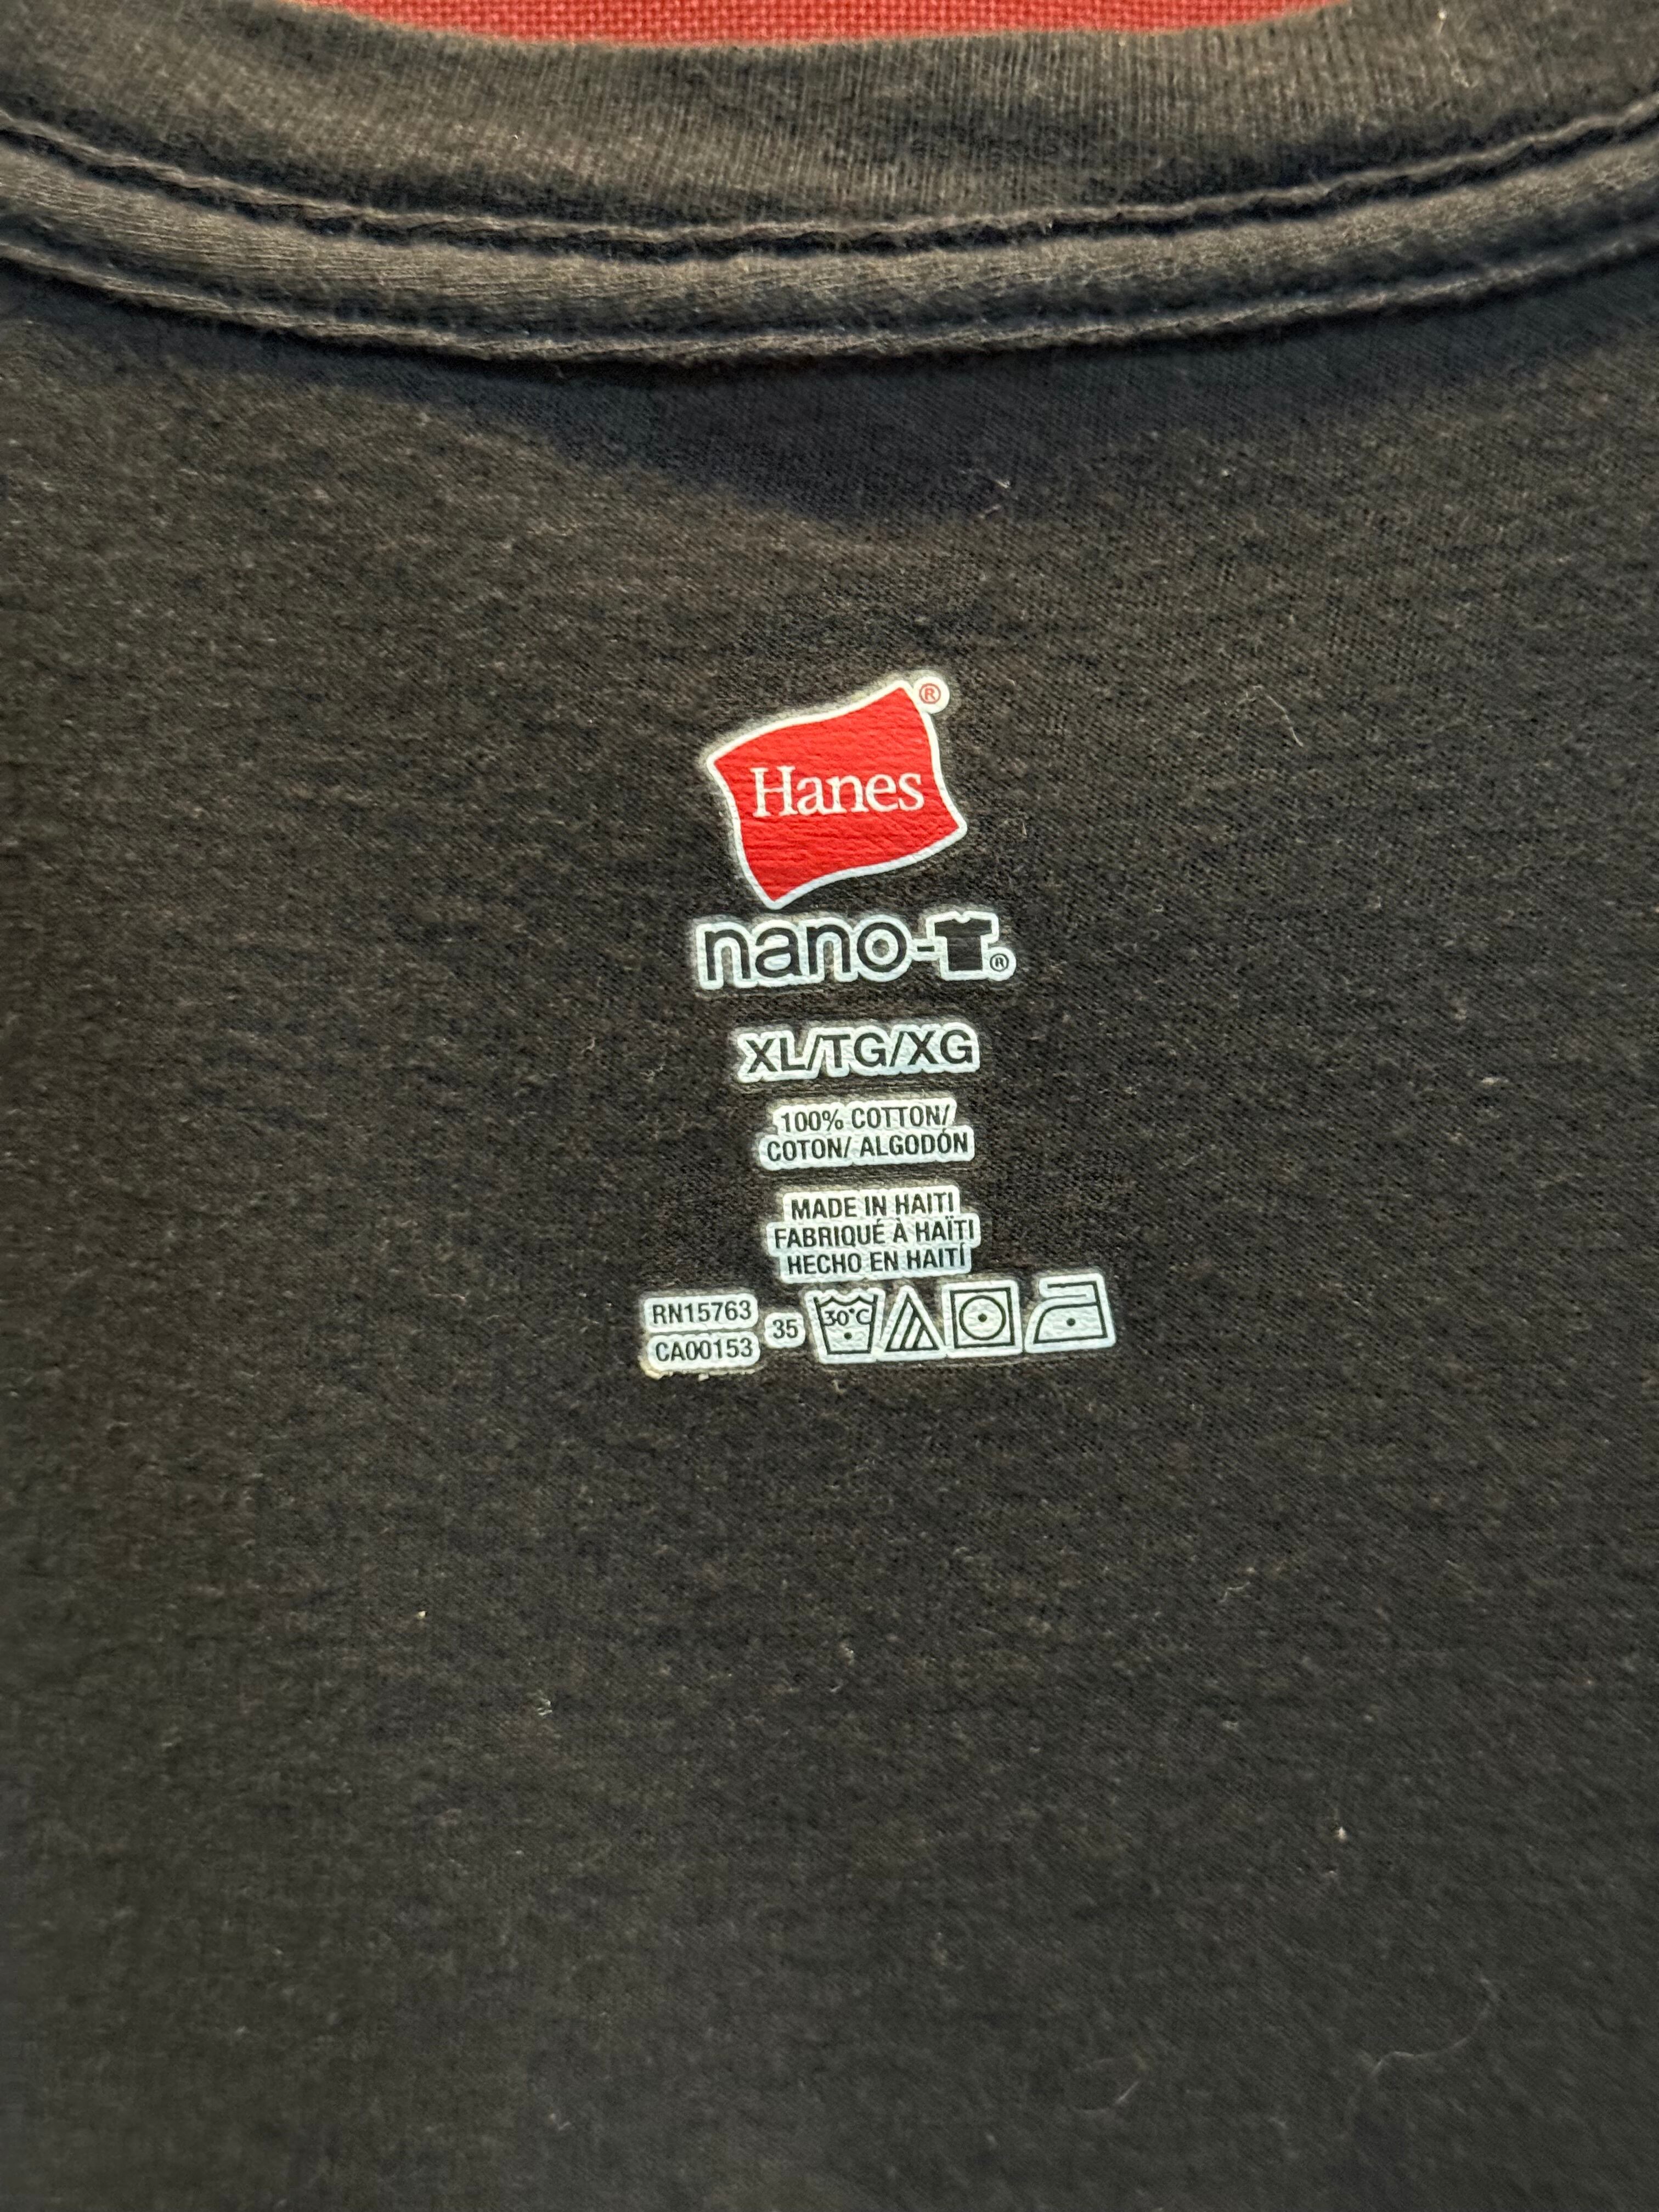 Hanes®
nano-T®
XL/TG/XG
100% COTTON/
COTON/ ALGODÓN
MADE IN HAITI
FABRIQUÉ À HAÏTI
HECHO EN HAITÍ
RN15763
CA00153
35
30°C